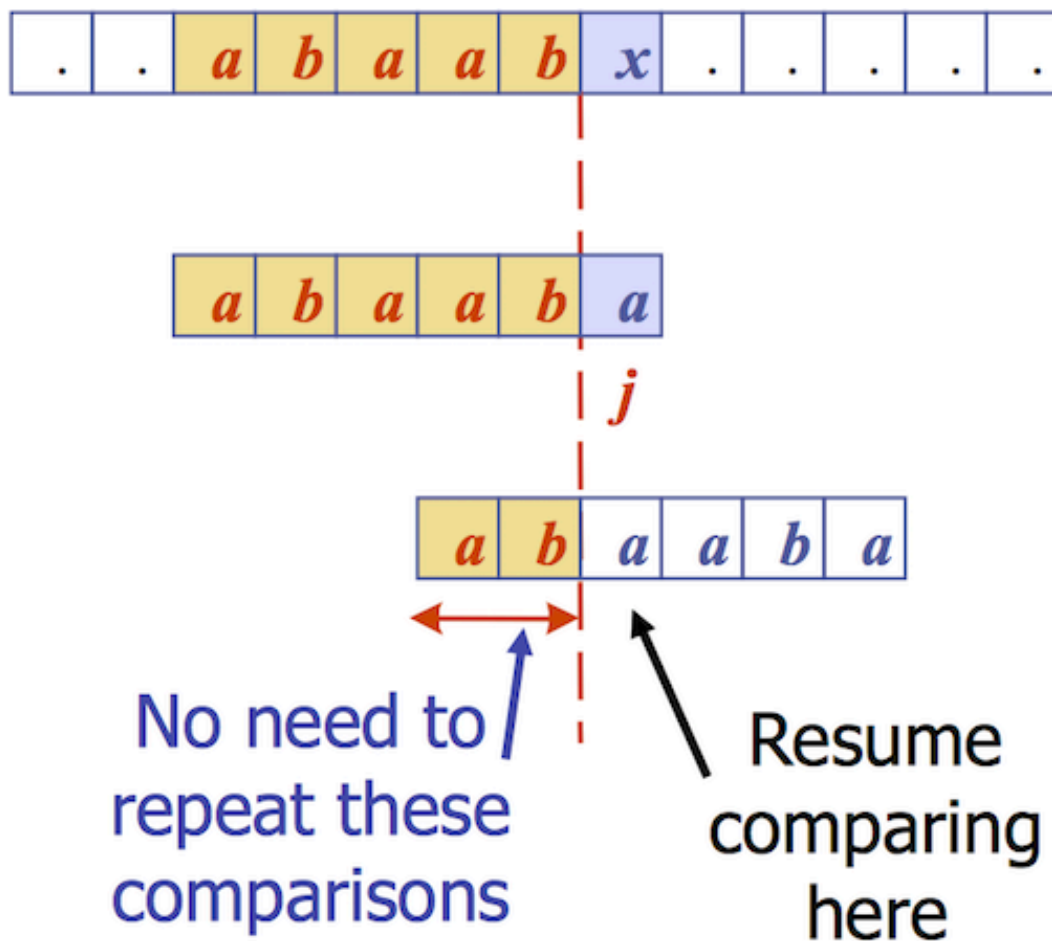 . . a b a a b x . . . . .
a b a a b a
j
a b a a b a
No need to
repeat these
comparisons
Resume
comparing
here